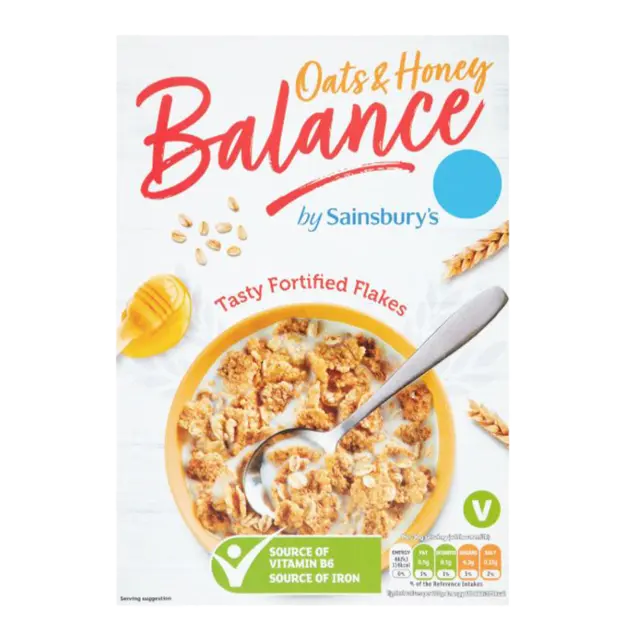 Oats & Honey
Balance
by Sainsbury's
Tasty Fortified Flakes
V
SOURCE OF
VITAMIN B6
SOURCE OF IRON
ENERGY FAT SUGARS SALT
% of the Reference Intakes
Serving suggestion